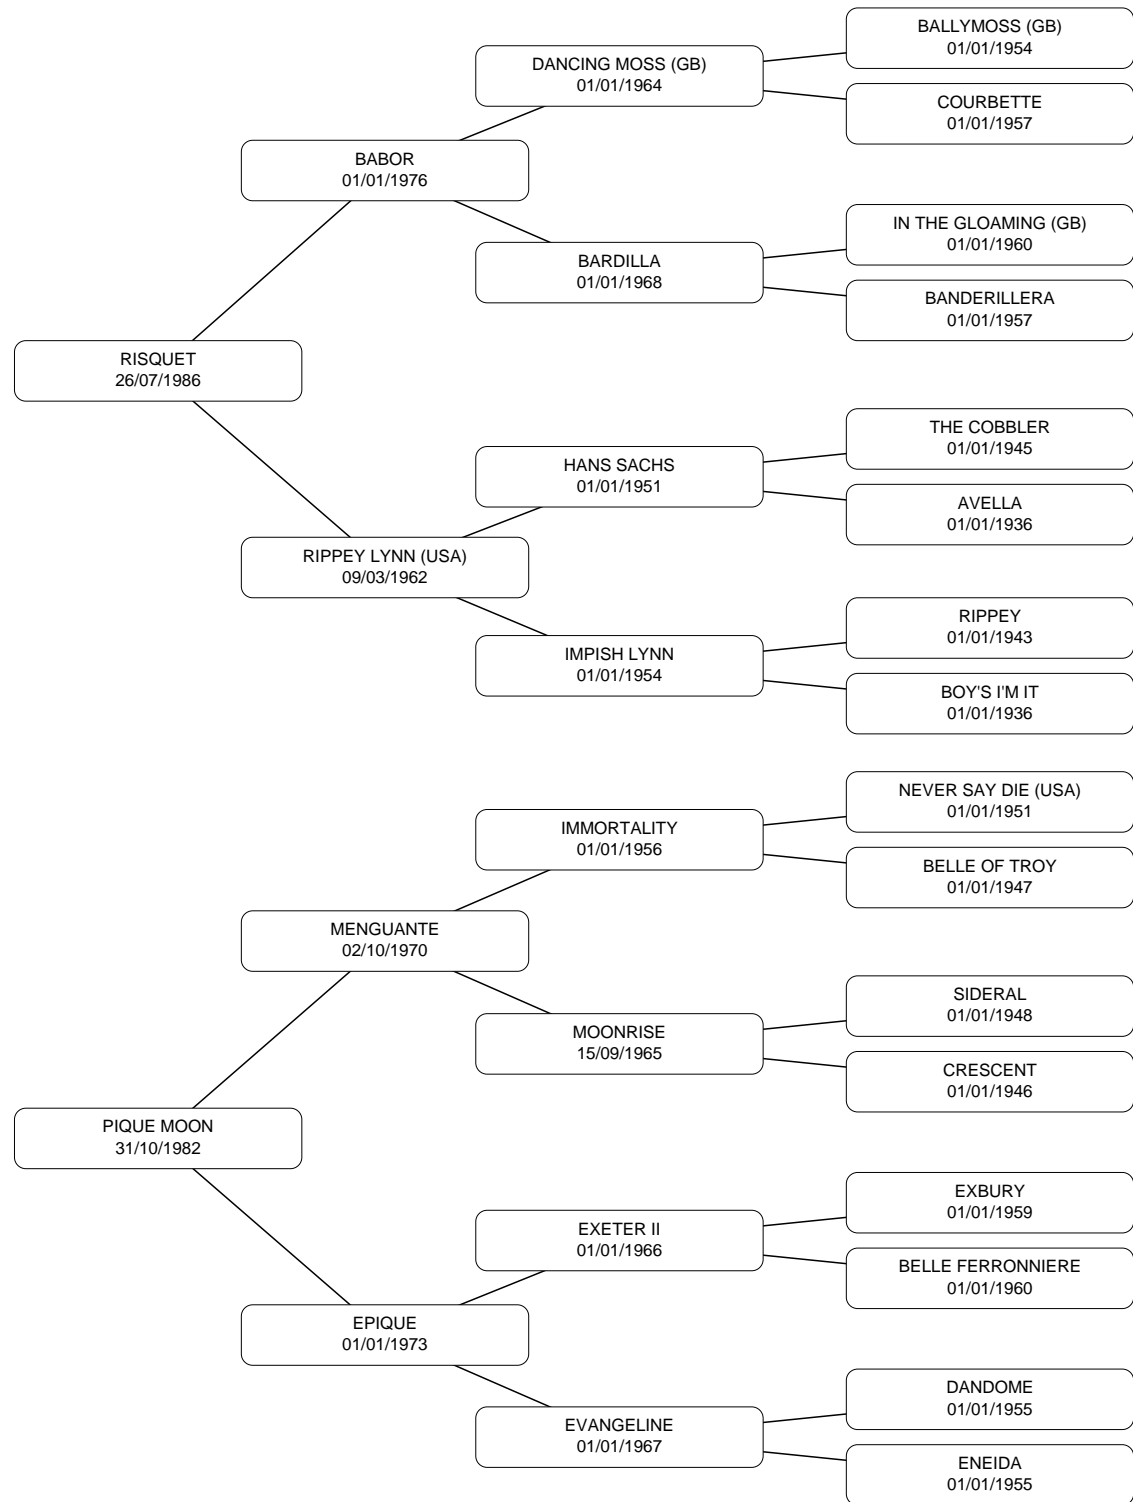 BALLYMOSS (GB)
01/01/1954
DANCING MOSS (GB)
01/01/1964
COURBETTE
01/01/1957
BABOR
01/01/1976
IN THE GLOAMING (GB)
01/01/1960
BARDILLA
01/01/1968
BANDERILLERA
01/01/1957
RISQUET
26/07/1986
THE COBBLER
01/01/1945
HANS SACHS
01/01/1951
AVELLA
01/01/1936
RIPPEY LYNN (USA)
09/03/1962
RIPPEY
01/01/1943
IMPISH LYNN
01/01/1954
BOY'S I'M IT
01/01/1936
NEVER SAY DIE (USA)
01/01/1951
IMMORTALITY
01/01/1956
BELLE OF TROY
01/01/1947
MENGUANTE
02/10/1970
SIDERAL
01/01/1948
MOONRISE
15/09/1965
CRESCENT
01/01/1946
PIQUE MOON
31/10/1982
EXBURY
01/01/1959
EXETER II
01/01/1966
BELLE FERRONNIERE
01/01/1960
EPIQUE
01/01/1973
DANDOME
01/01/1955
EVANGELINE
01/01/1967
ENEIDA
01/01/1955